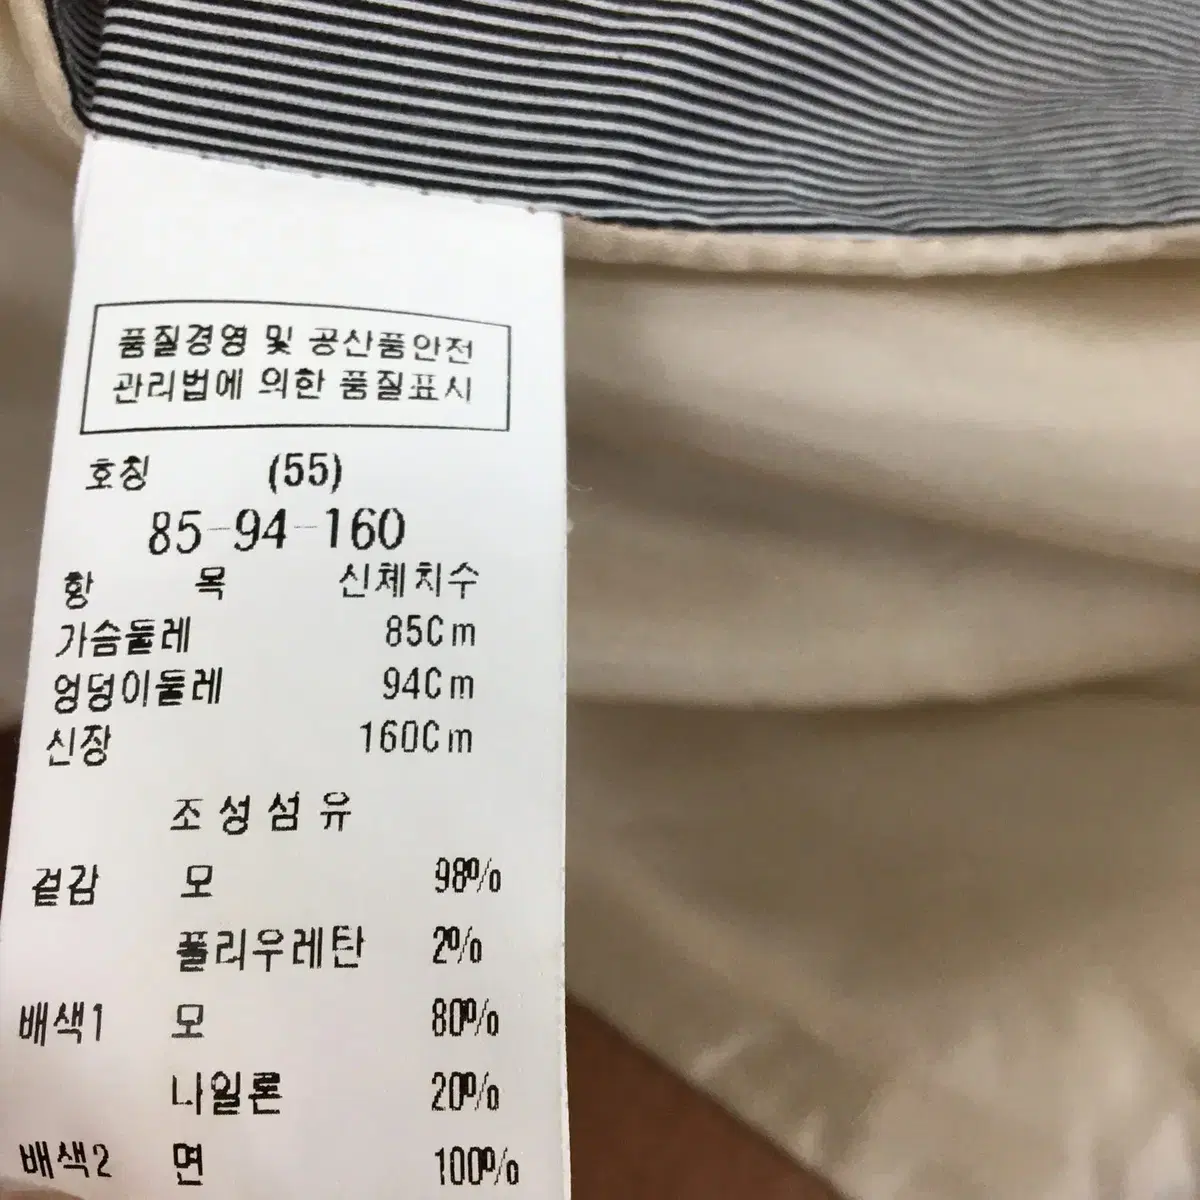 품질경영 및 공산품안전
관리법에 의한 품질표시
호칭 (55)
85-94-160
항 목 신체치수
가슴둘레 85Cm
엉덩이둘레 94Cm
신장 160Cm
조성섬유
겉감 모 98%
폴리우레탄 2%
배색1 모 80%
나일론 20%
배색2 면 100%